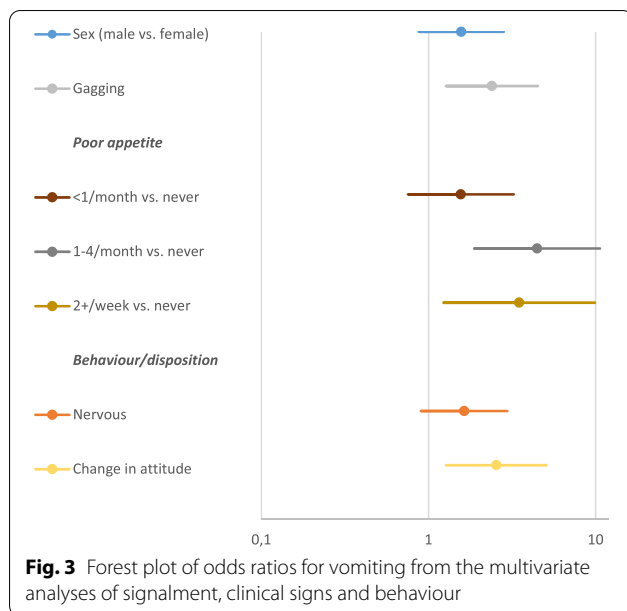 Sex (male vs. female)
Gagging
Poor appetite
<1/month vs. never
1-4/month vs. never
2+/week vs. never
Behaviour/disposition
Nervous
Change in attitude
0,1 1 10
Fig. 3 Forest plot of odds ratios for vomiting from the multivariate
analyses of signalment, clinical signs and behaviour